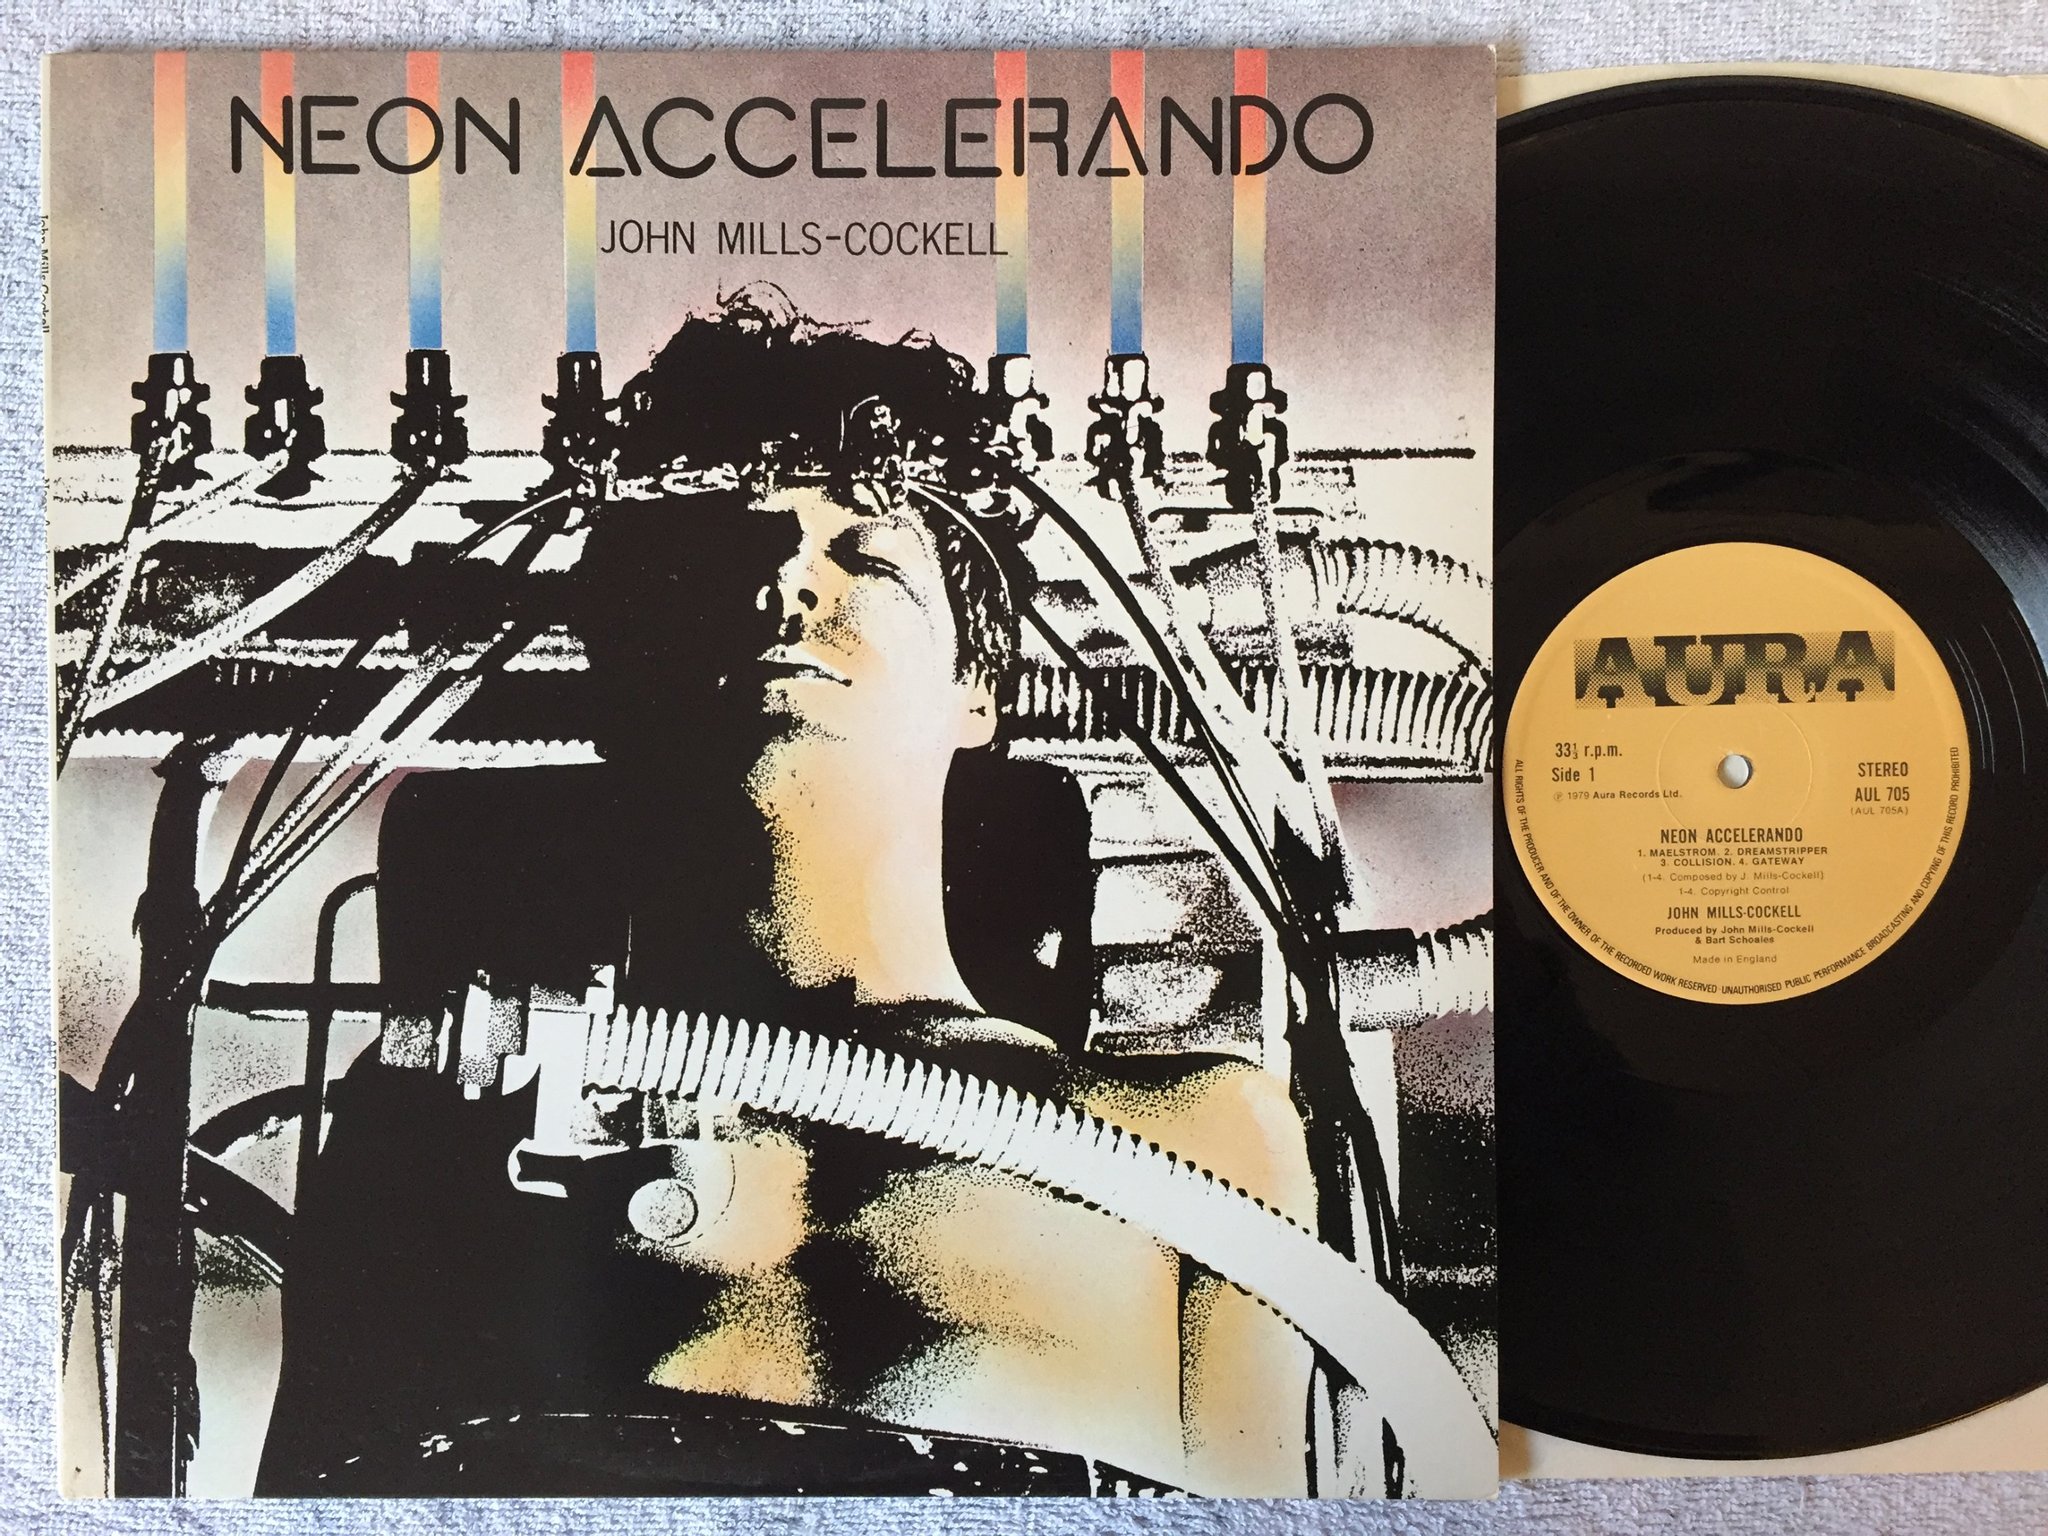 NEON ACCELERANDO
JOHN MILLS-COCKELL
John Mills Cockell
AURA
33⅓ r.p.m.
Side 1
℗ 1979 Aura Records Ltd.
STEREO
AUL 705
(AUL 705A)
NEON ACCELERANDO
1. MAELSTROM. 2. DREAMSTRIPPER
3. COLLISION. 4. GATEWAY
(1-4. Composed by J. Mills-Cockell)
1-4. Copyright Control
JOHN MILLS-COCKELL
Produced by John Mills-Cockell
& Bart Schoales
Made in England
ALL RIGHTS OF THE PRODUCER AND OF THE OWNER OF THE RECORDED WORK RESERVED · UNAUTHORISED PUBLIC PERFORMANCE BROADCASTING AND COPYING OF THIS RECORD PROHIBITED